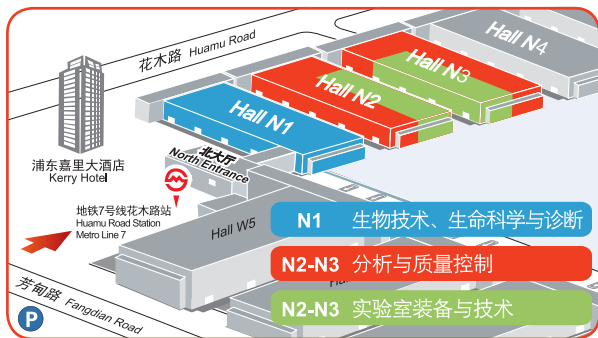 花木路 Huamu Road
Hall N4
Hall N3
Hall N2
Hall N1
浦东嘉里大酒店
Kerry Hotel
北大厅
North Entrance
地铁7号线花木路站
Huamu Road Station
Metro Line 7
Hall W5
N1 生物技术、生命科学与诊断
N2-N3 分析与质量控制
N2-N3 实验室装备与技术
芳甸路 Fangdian Road
P